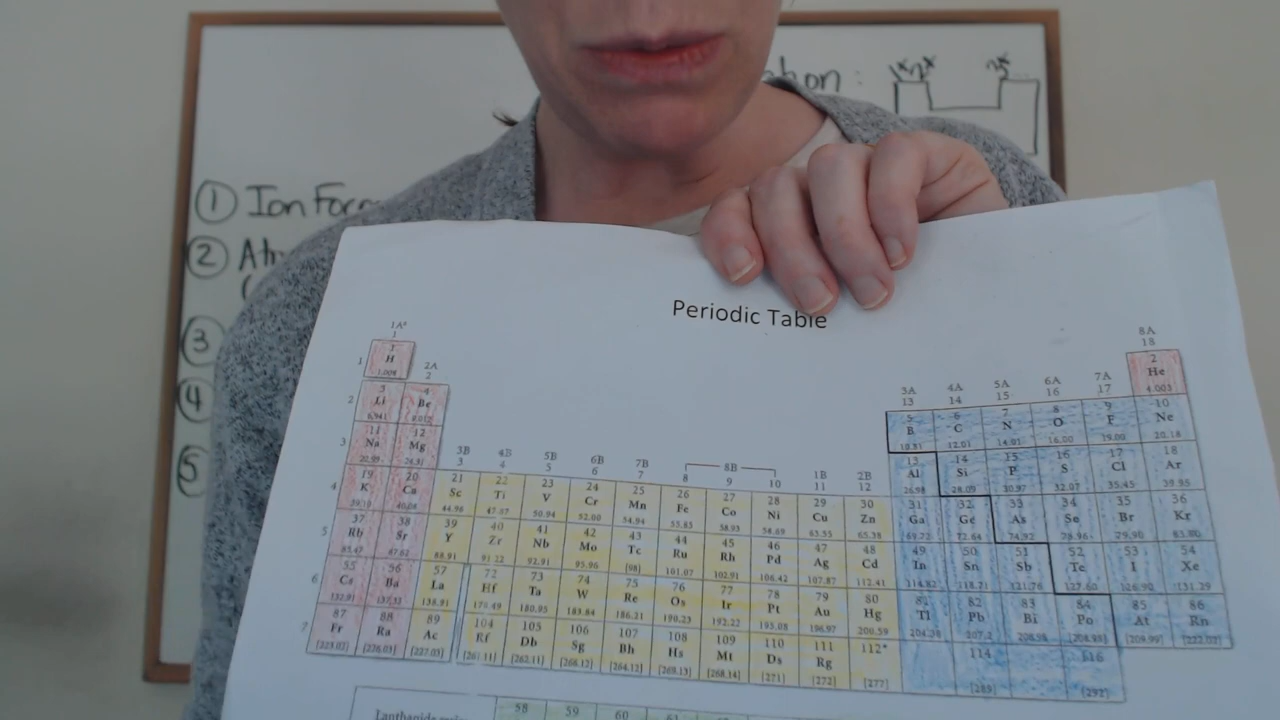 ation :
1x 2x 3x
① Ion For
②
③
④
⑤
Periodic Table
1A 8A
1 18
1 2
H He
1.008 4.003
2A 3A 4A 5A 6A 7A
2 13 14 15 16 17
3 4 5 6 7 8 9 10
Li Be B C N O F Ne
6.941 9.012 10.81 12.01 14.01 16.00 19.00 20.18
11 12 13 14 15 16 17 18
Na Mg Al Si P S Cl Ar
22.99 24.31 26.98 28.09 30.97 32.07 35.45 39.95
3B 4B 5B 6B 7B 8B 1B 2B
3 4 5 6 7 8 9 10 11 12
19 20 21 22 23 24 25 26 27 28 29 30 31 32 33 34 35 36
K Ca Sc Ti V Cr Mn Fe Co Ni Cu Zn Ga Ge As Se Br Kr
39.10 40.08 44.96 47.87 50.94 52.00 54.94 55.85 58.93 58.69 63.55 65.38 69.72 72.64 74.92 78.96 79.90 83.80
37 38 39 40 41 42 43 44 45 46 47 48 49 50 51 52 53 54
Rb Sr Y Zr Nb Mo Tc Ru Rh Pd Ag Cd In Sn Sb Te I Xe
85.47 87.62 88.91 91.22 92.91 95.96 [98] 101.07 102.91 106.42 107.87 112.41 114.82 118.71 121.76 127.60 126.90 131.29
55 56 57 72 73 74 75 76 77 78 79 80 81 82 83 84 85 86
Cs Ba La Hf Ta W Re Os Ir Pt Au Hg Tl Pb Bi Po At Rn
132.91 137.33 138.91 178.49 180.95 183.84 186.21 190.23 192.22 195.08 196.97 200.59 204.38 207.2 208.98 [208.98] [209.99] [222.02]
87 88 89 104 105 106 107 108 109 110 111 112* 114 116
Fr Ra Ac Rf Db Sg Bh Hs Mt Ds Rg
[223.02] [226.03] [227.03] [261.11] [262.11] [266.12] [264.12] [269.13] [268.14] [271] [272] [277] [289] [292]
1 2 3 4 5 6 7
58 59 60 61
Lanthanide series